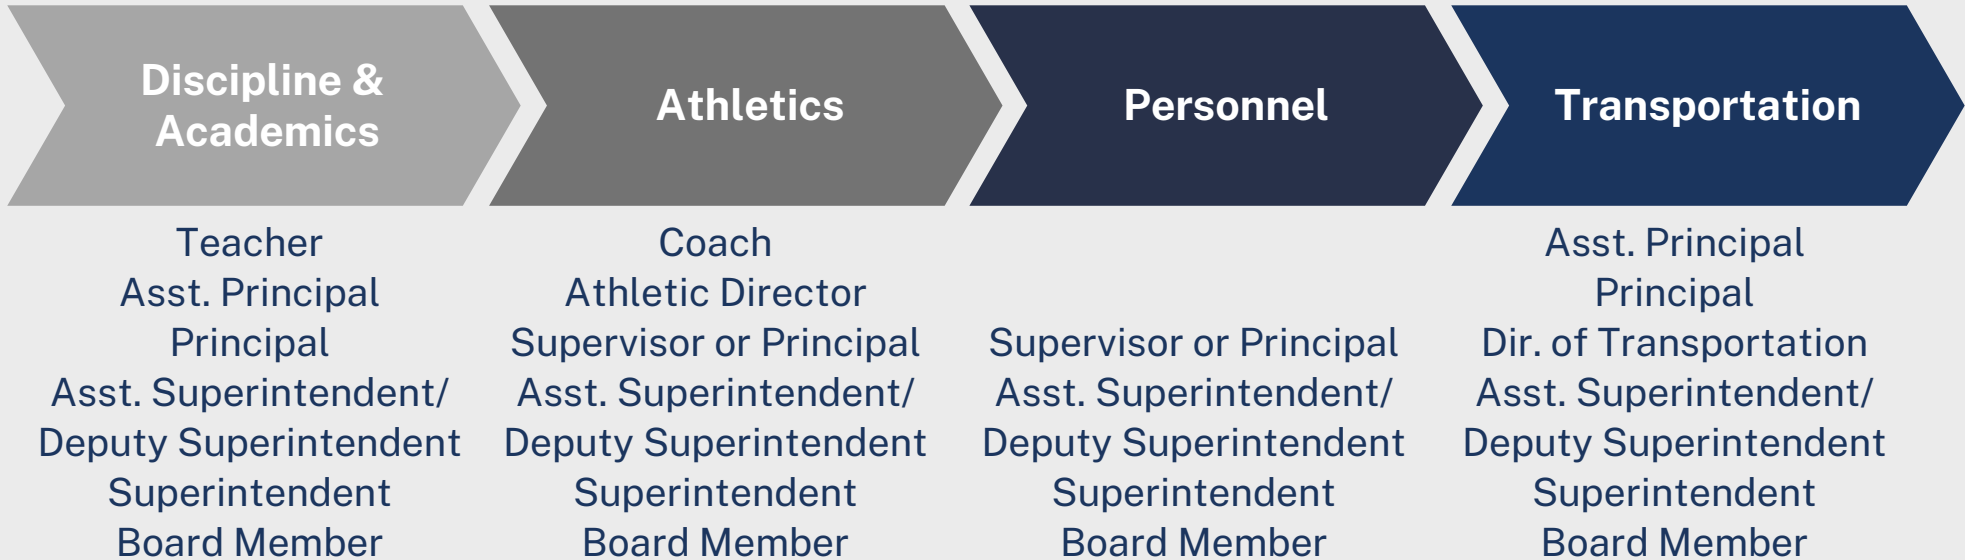 Discipline &
Academics
Teacher
Asst. Principal
Principal
Asst. Superintendent/
Deputy Superintendent
Superintendent
Board Member
Athletics
Coach
Athletic Director
Supervisor or Principal
Asst. Superintendent/
Deputy Superintendent
Superintendent
Board Member
Personnel
Supervisor or Principal
Asst. Superintendent/
Deputy Superintendent
Superintendent
Board Member
Transportation
Asst. Principal
Principal
Dir. of Transportation
Asst. Superintendent/
Deputy Superintendent
Superintendent
Board Member